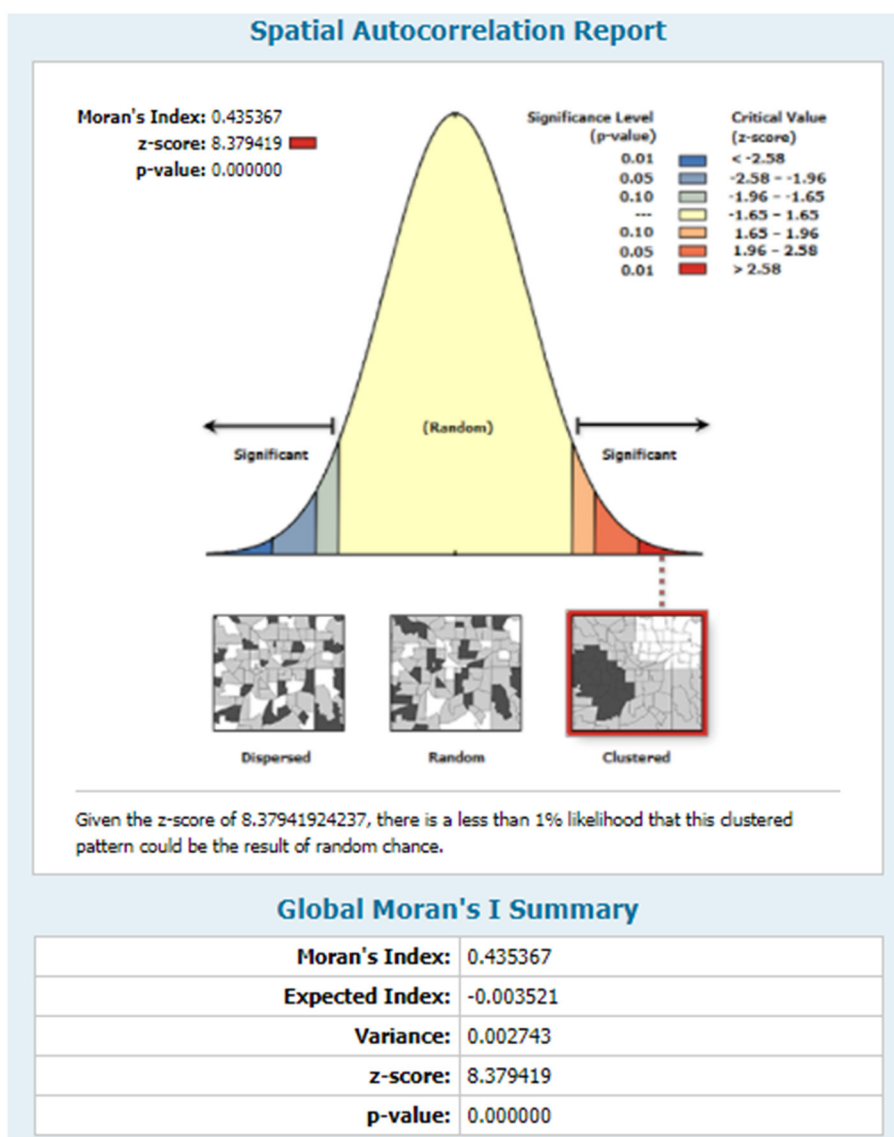 Spatial Autocorrelation Report
Moran's Index: 0.435367
z-score: 8.379419
p-value: 0.000000
Significance Level (p-value) Critical Value (z-score)
0.01 < -2.58
0.05 -2.58 - -1.96
0.10 -1.96 - -1.65
--- -1.65 - 1.65
0.10 1.65 - 1.96
0.05 1.96 - 2.58
0.01 > 2.58
Significant (Random) Significant
Dispersed Random Clustered
Given the z-score of 8.37941924237, there is a less than 1% likelihood that this clustered
pattern could be the result of random chance.
Global Moran's I Summary
Moran's Index: 0.435367
Expected Index: -0.003521
Variance: 0.002743
z-score: 8.379419
p-value: 0.000000